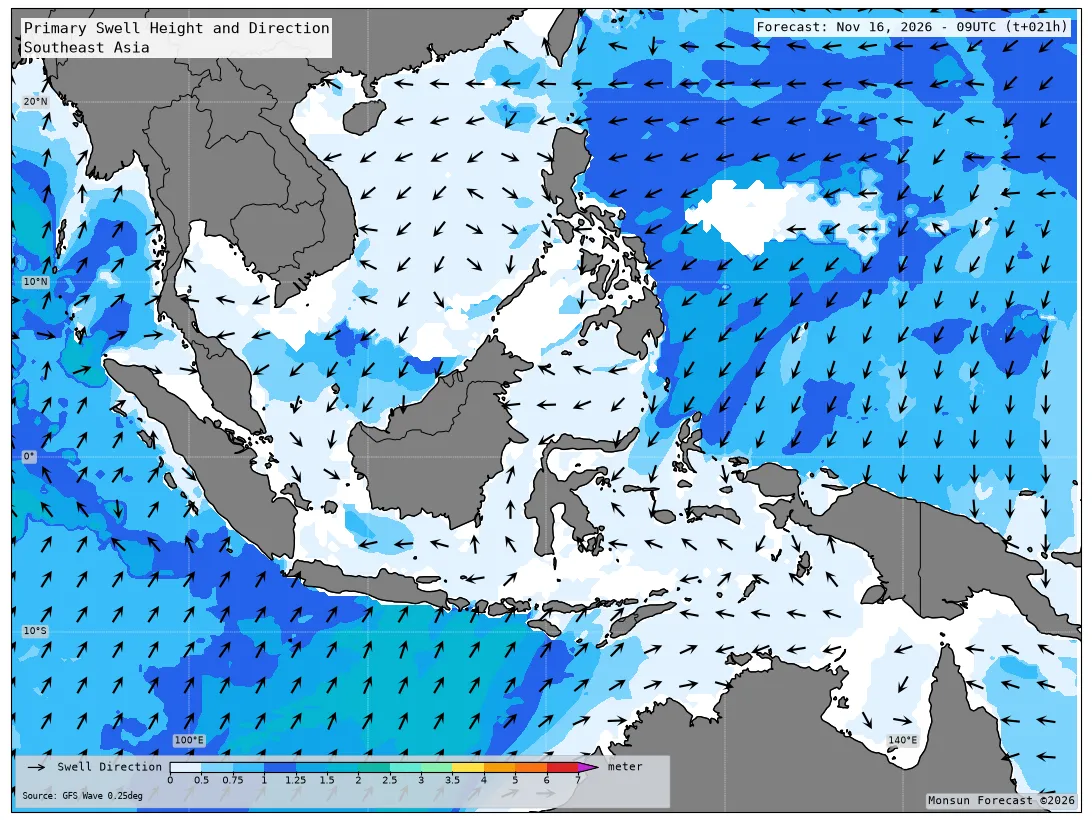 Primary Swell Height and Direction
Southeast Asia
Forecast: Nov 16, 2026 - 09UTC (t+021h)
20°N
10°N
0°
10°S
100°E
140°E
Swell Direction
meter
0 0.5 0.75 1 1.25 1.5 2 2.5 3 3.5 4 5 6 7
Source: GFS Wave 0.25deg
Monsun Forecast ©2026